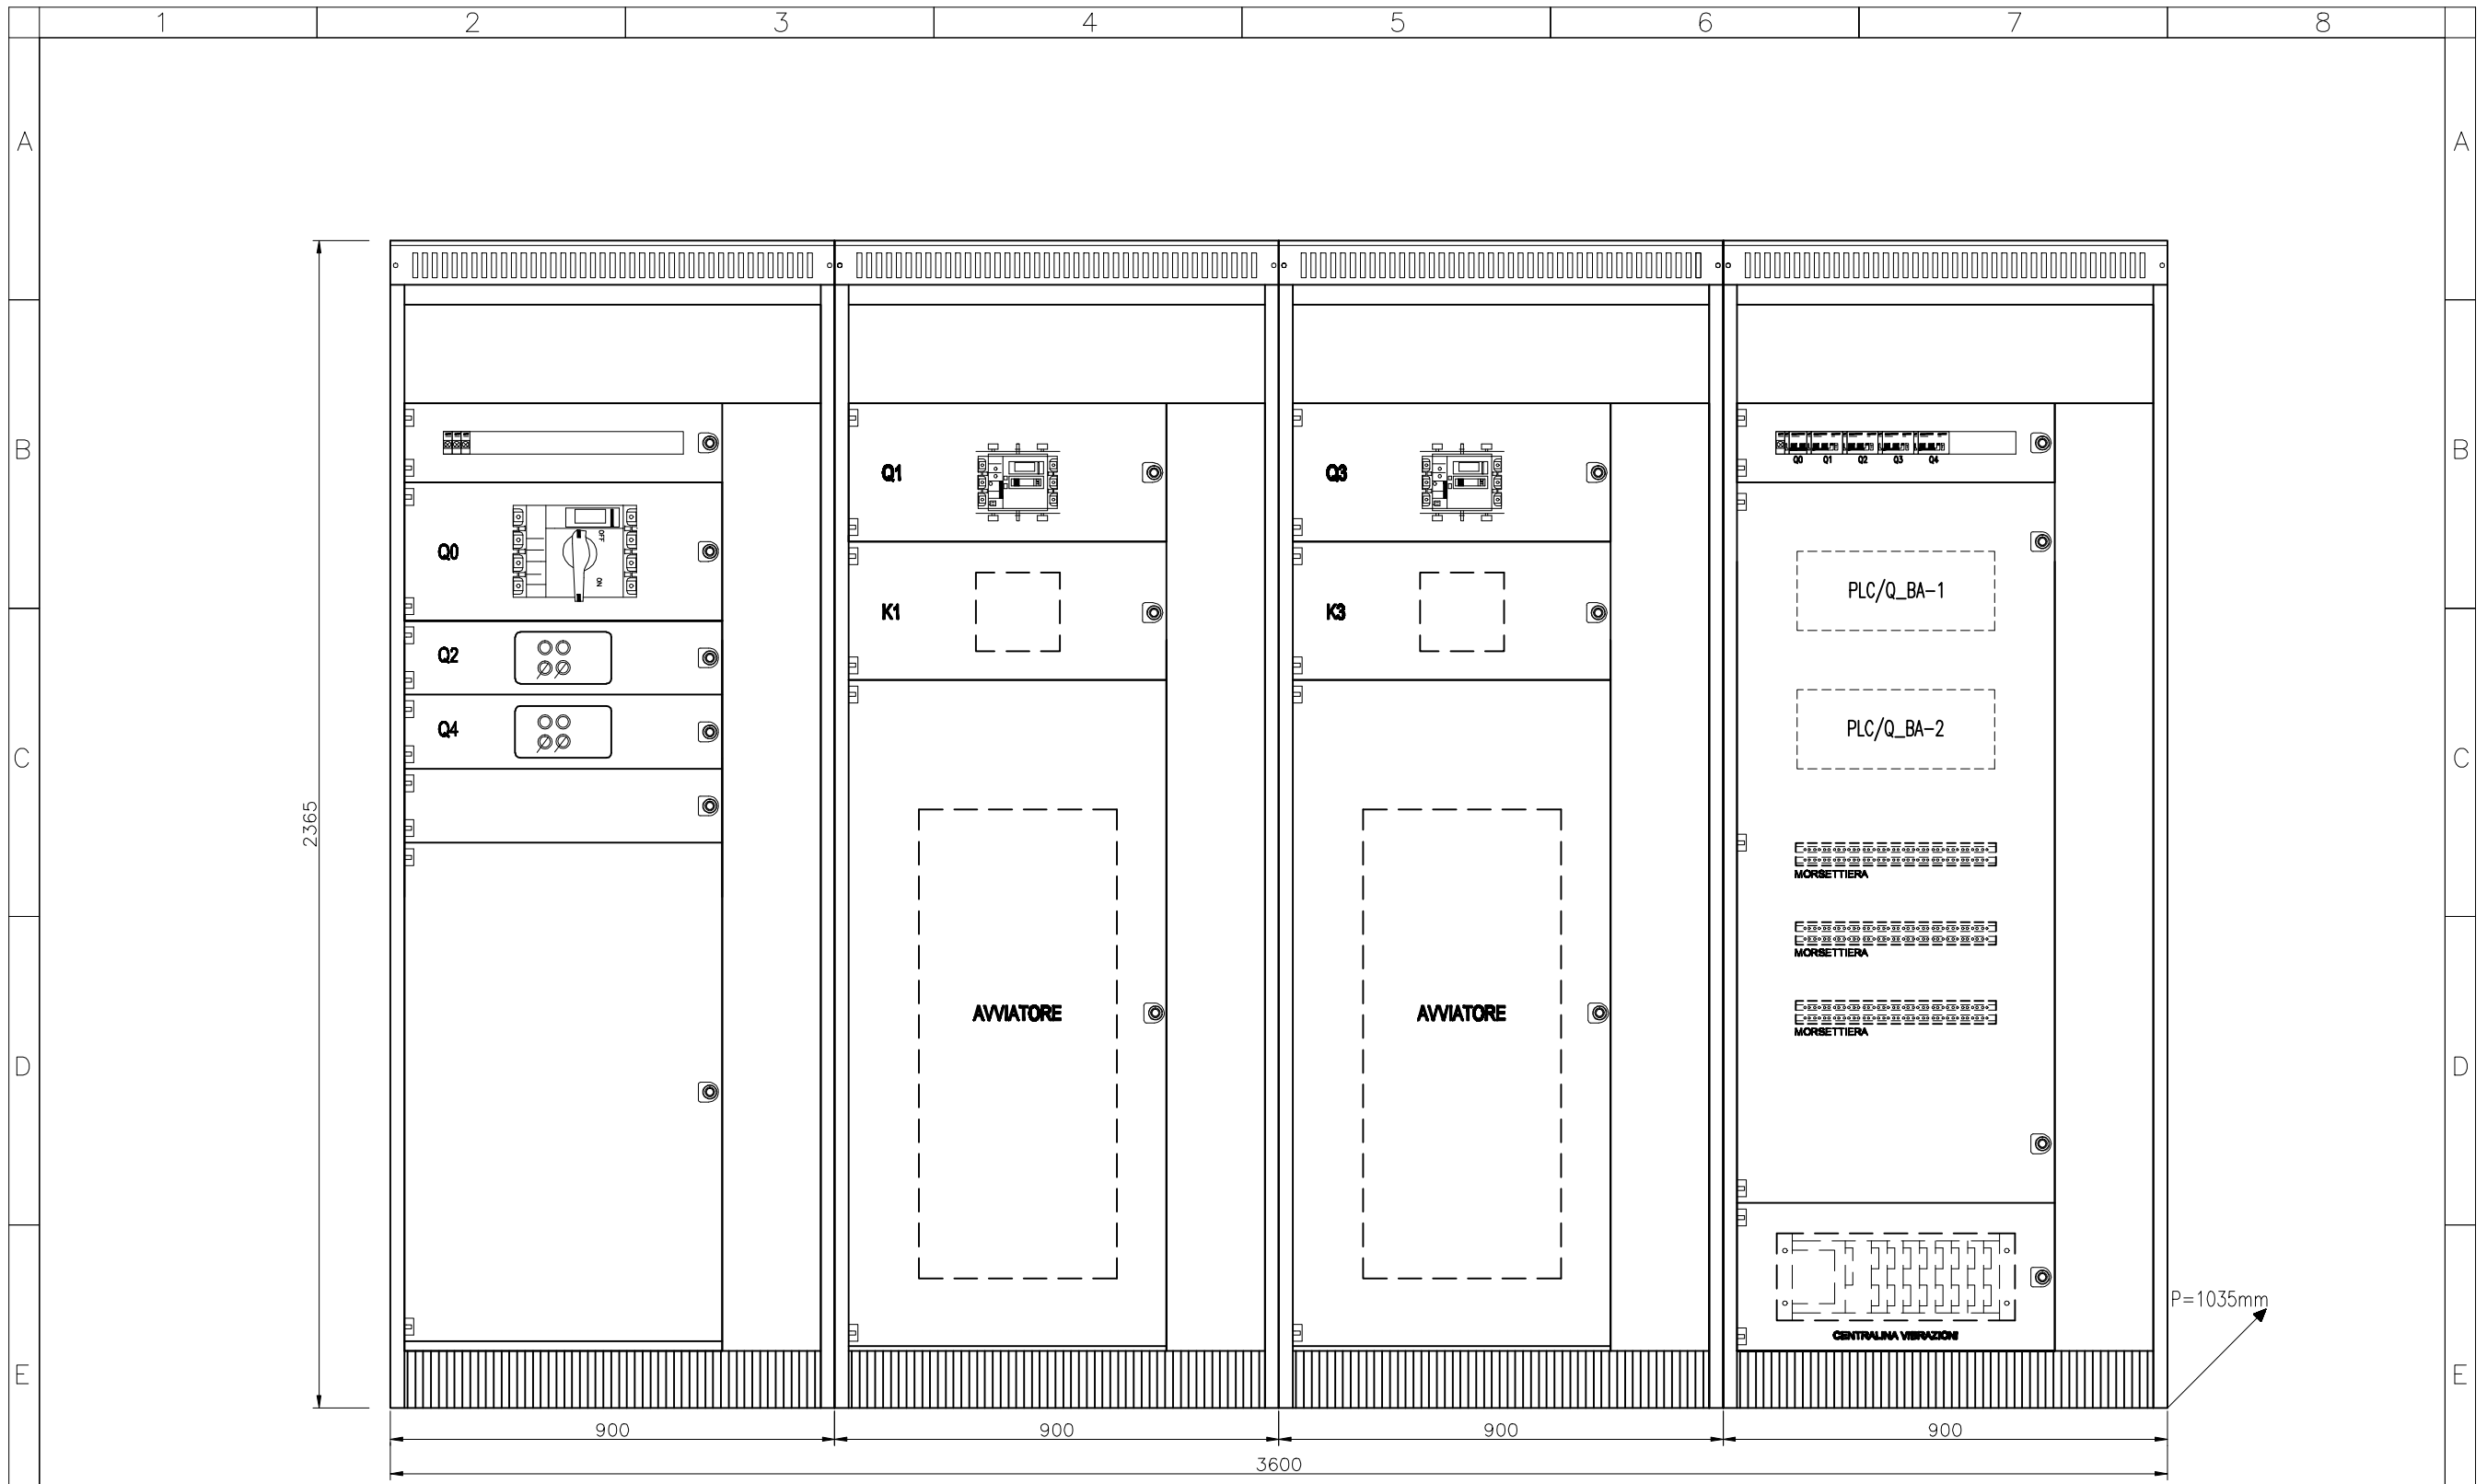 1 2 3 4 5 6 7 8
A A
B B
Q0 Q1 Q2 Q3 Q4
Q1 Q3
OFF
Q0
ON
PLC/Q_BA-1
K1 K3
Q2
PLC/Q_BA-2
Q4
C C
2365
MORSETTIERA
MORSETTIERA
AVVIATORE AVVIATORE
MORSETTIERA
D D
P=1035mm
CENTRALINA VIBRAZIONI
E E
900 900 900 900
3600